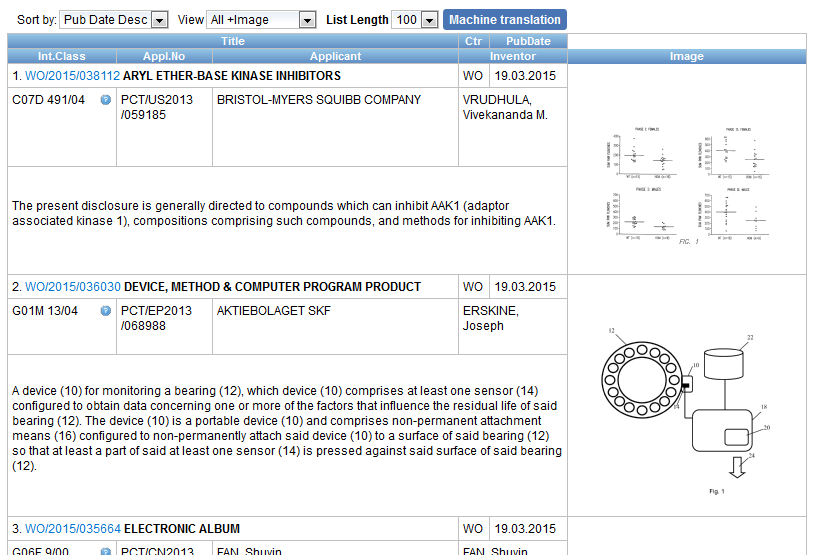 Sort by: Pub Date Desc View All +Image List Length 100 Machine translation
Title Ctr PubDate
Int.Class Appl.No Applicant Inventor Image
1. WO/2015/038112 ARYL ETHER-BASE KINASE INHIBITORS WO 19.03.2015
C07D 491/04 ? PCT/US2013 BRISTOL-MYERS SQUIBB COMPANY VRUDHULA,
/059185 Vivekananda M.
PHASE I: FEMALES PHASE II: FEMALES
PHASE I: MALES PHASE II: MALES
FIG. 1
The present disclosure is generally directed to compounds which can inhibit AAK1 (adaptor
associated kinase 1), compositions comprising such compounds, and methods for inhibiting AAK1.
2. WO/2015/036030 DEVICE, METHOD & COMPUTER PROGRAM PRODUCT WO 19.03.2015
G01M 13/04 ? PCT/EP2013 AKTIEBOLAGET SKF ERSKINE,
/068988 Joseph
12
22
10
14
18
20
24
Fig. 1
A device (10) for monitoring a bearing (12), which device (10) comprises at least one sensor (14)
configured to obtain data concerning one or more of the factors that influence the residual life of said
bearing (12). The device (10) is a portable device (10) and comprises non-permanent attachment
means (16) configured to non-permanently attach said device (10) to a surface of said bearing (12)
so that at least a part of said at least one sensor (14) is pressed against said surface of said bearing
(12).
3. WO/2015/035664 ELECTRONIC ALBUM WO 19.03.2015
G06F 9/00 ? PCT/CN2013 FAN, Shuyin FAN, Shuyin